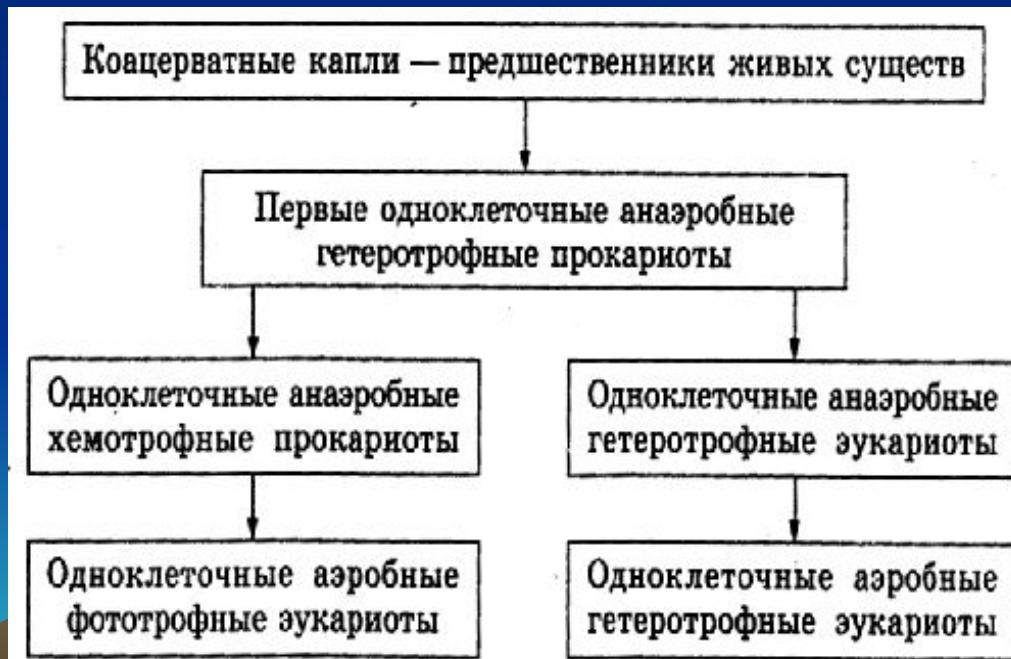 Коацерватные капли — предшественники живых существ
Первые одноклеточные анаэробные
гетеротрофные прокариоты
Одноклеточные анаэробные
хемотрофные прокариоты
Одноклеточные анаэробные
гетеротрофные эукариоты
Одноклеточные аэробные
фототрофные эукариоты
Одноклеточные аэробные
гетеротрофные эукариоты